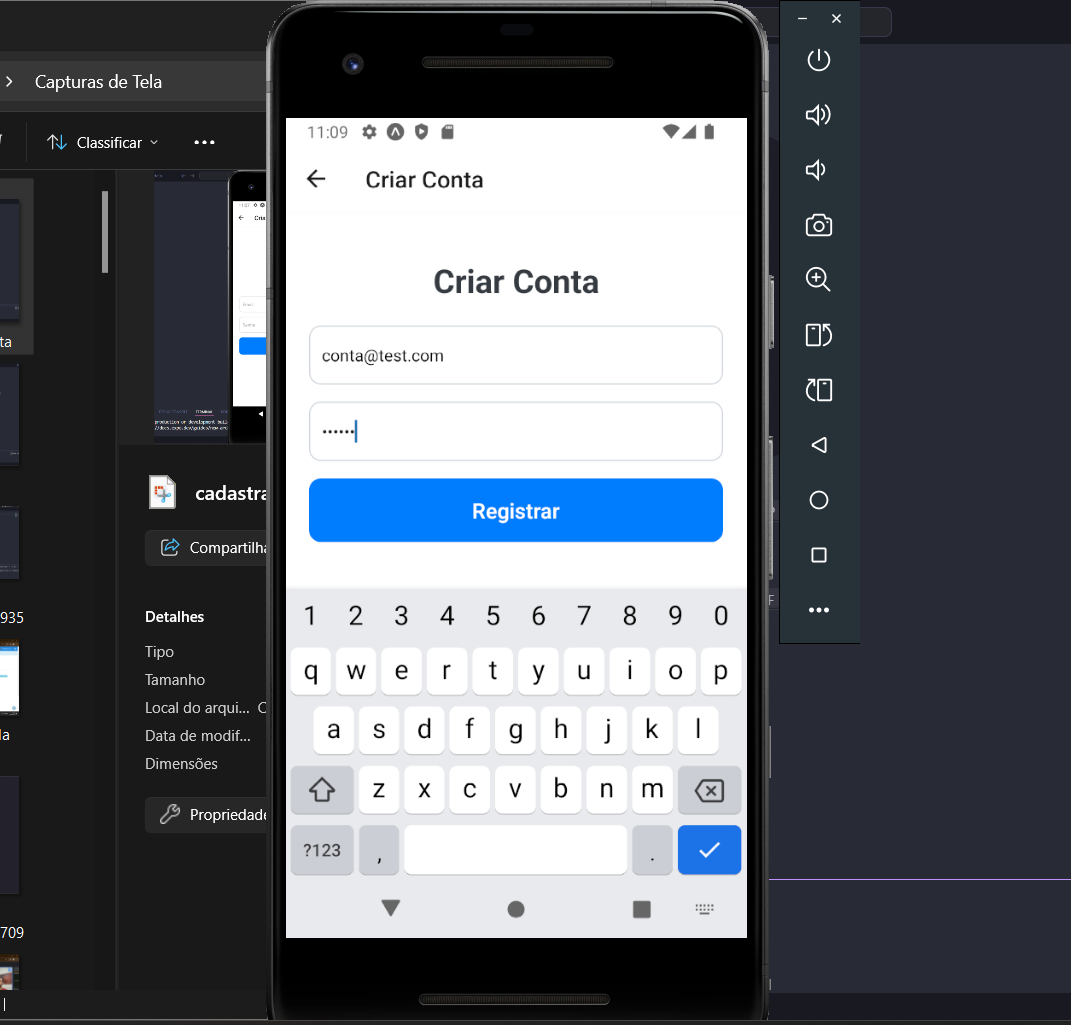 Capturas de Tela
Classificar
ta
935
la
709
cadastra
Compartilha
Detalhes
Tipo
Tamanho
Local do arqui...
Data de modif...
Dimensões
Propriedade
11:09
Criar Conta
Criar Conta
conta@test.com
••••••
Registrar
1 2 3 4 5 6 7 8 9 0
q w e r t y u i o p
a s d f g h j k l
z x c v b n m
?123 , .